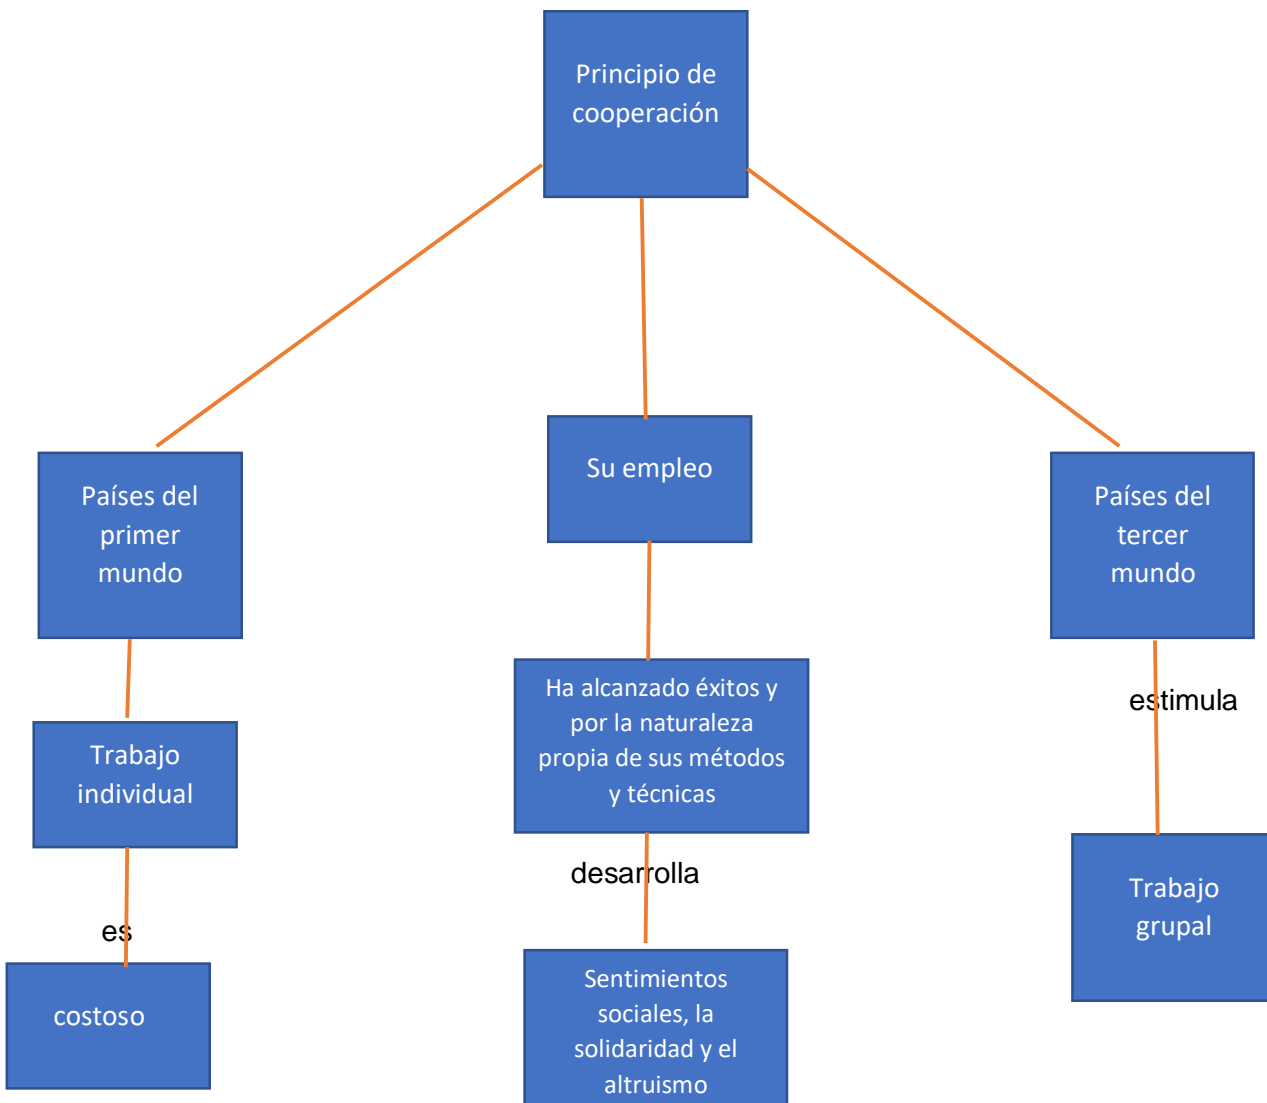 Principio de
cooperación
Su empleo
Países del
primer
mundo
Países del
tercer
mundo
Ha alcanzado éxitos y
por la naturaleza
propia de sus métodos
y técnicas
estimula
Trabajo
individual
desarrolla
Trabajo
grupal
es
Sentimientos
sociales, la
solidaridad y el
altruismo
costoso